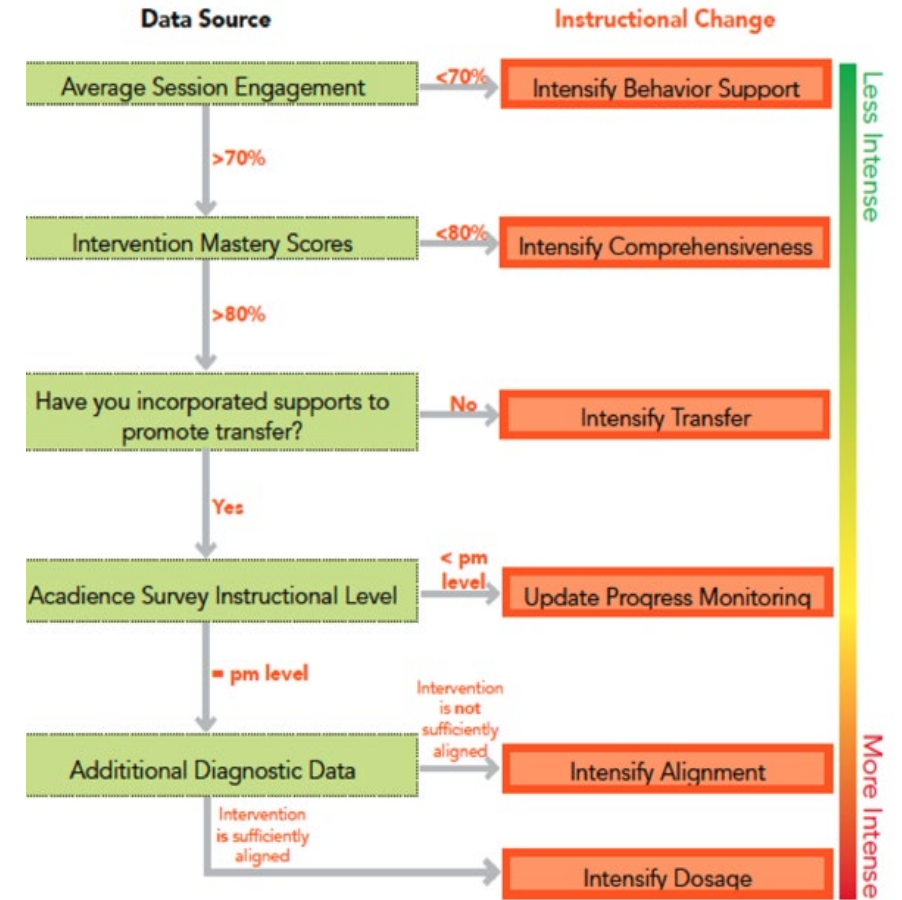 Data Source
Instructional Change
Average Session Engagement
<70%
Intensify Behavior Support
>70%
Less Intense
Intervention Mastery Scores
<80%
Intensify Comprehensiveness
>80%
Have you incorporated supports to
promote transfer?
No
Intensify Transfer
Yes
Acadience Survey Instructional Level
< pm
level
Update Progress Monitoring
= pm level
Intervention
is not
sufficiently
aligned
Addititional Diagnostic Data
Intensify Alignment
More Intense
Intervention
is sufficiently
aligned
Intensify Dosage